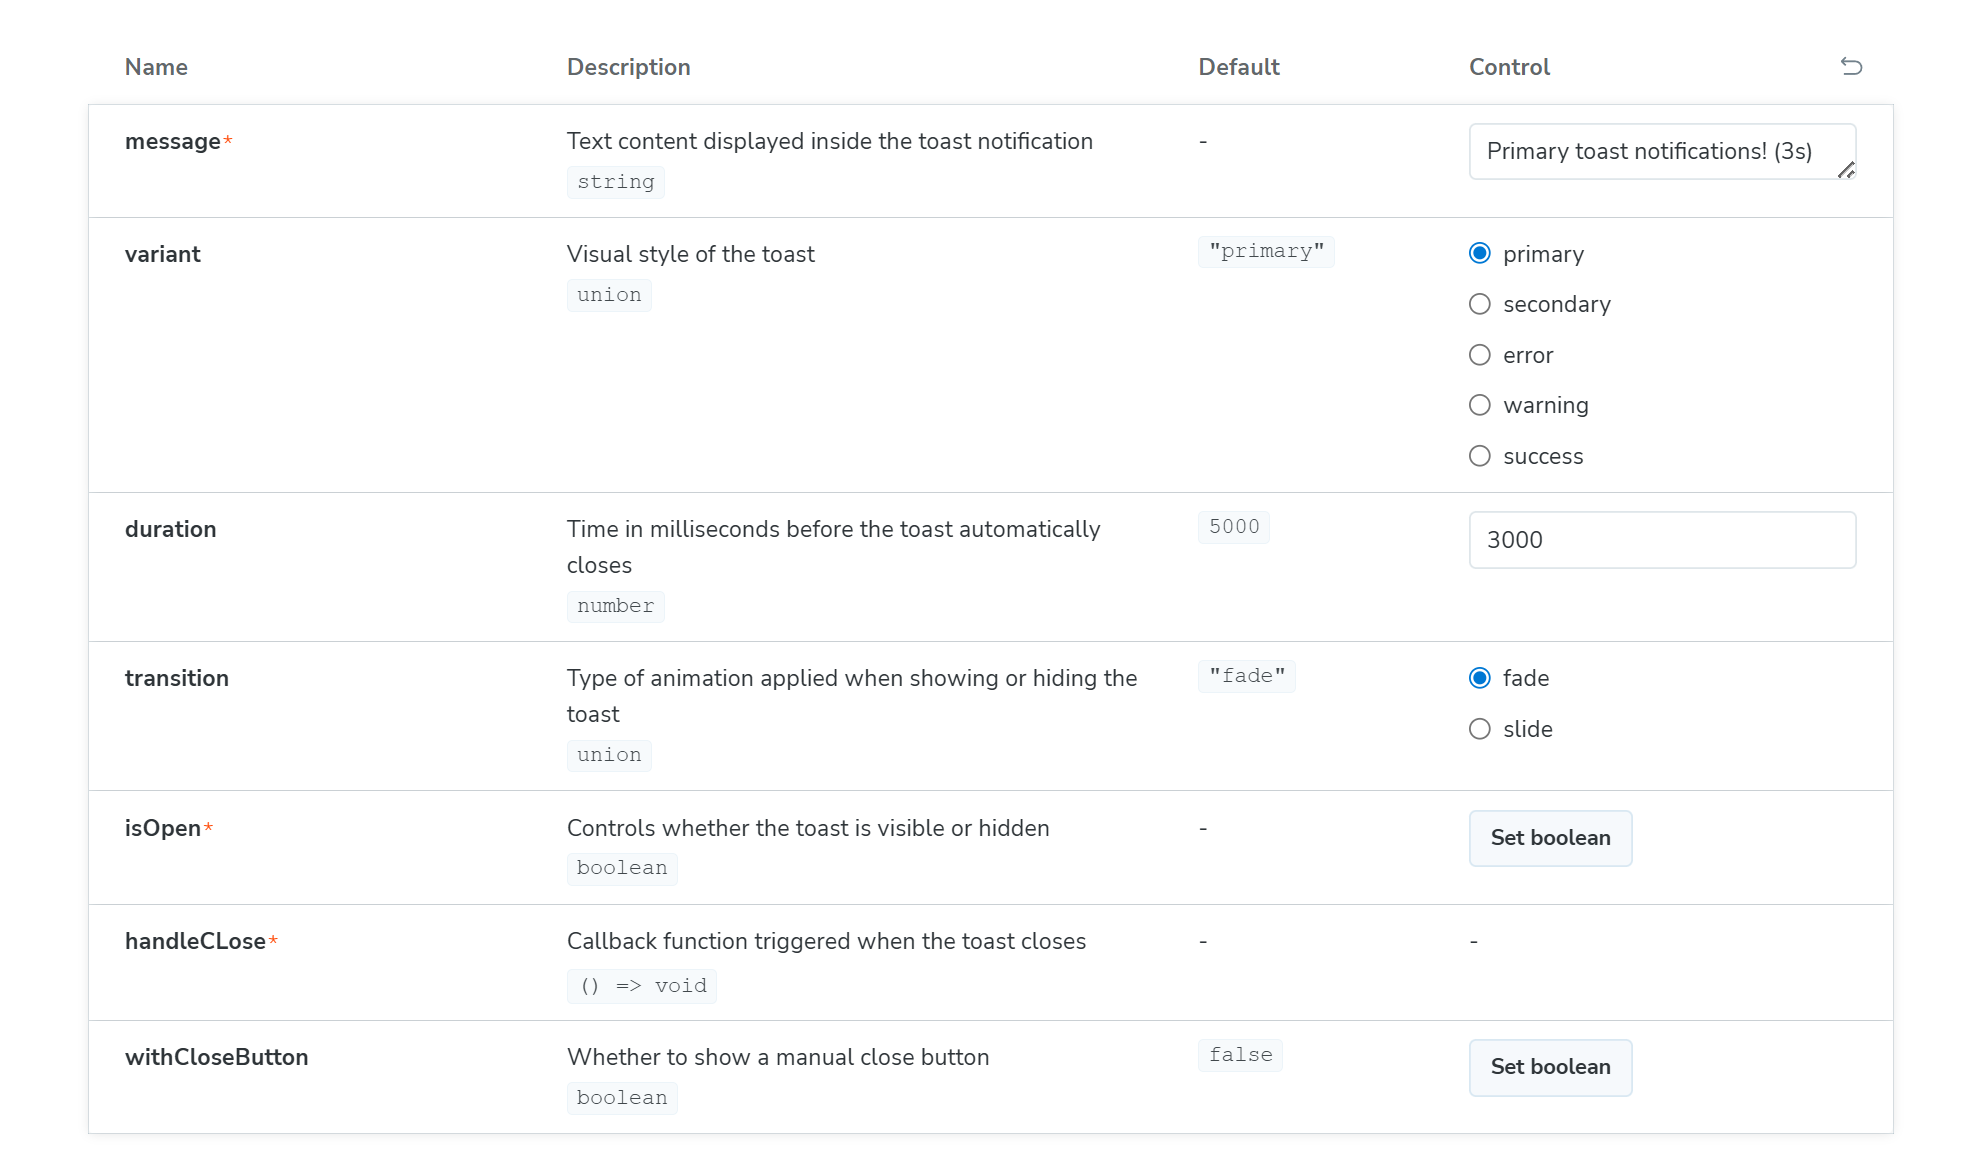 Name Description Default Control
message* Text content displayed inside the toast notification - Primary toast notifications! (3s)
string
variant Visual style of the toast "primary" primary
union
secondary
error
warning
success
duration Time in milliseconds before the toast automatically 5000 3000
closes
number
transition Type of animation applied when showing or hiding the "fade" fade
toast slide
union
isOpen* Controls whether the toast is visible or hidden - Set boolean
boolean
handleCLose* Callback function triggered when the toast closes - -
() => void
withCloseButton Whether to show a manual close button false Set boolean
boolean